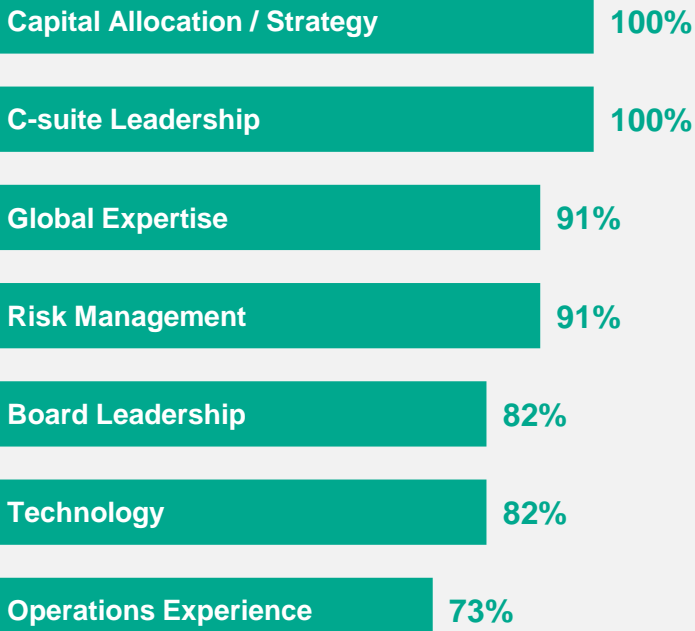 Capital Allocation / Strategy 100%
C-suite Leadership 100%
Global Expertise 91%
Risk Management 91%
Board Leadership 82%
Technology 82%
Operations Experience 73%